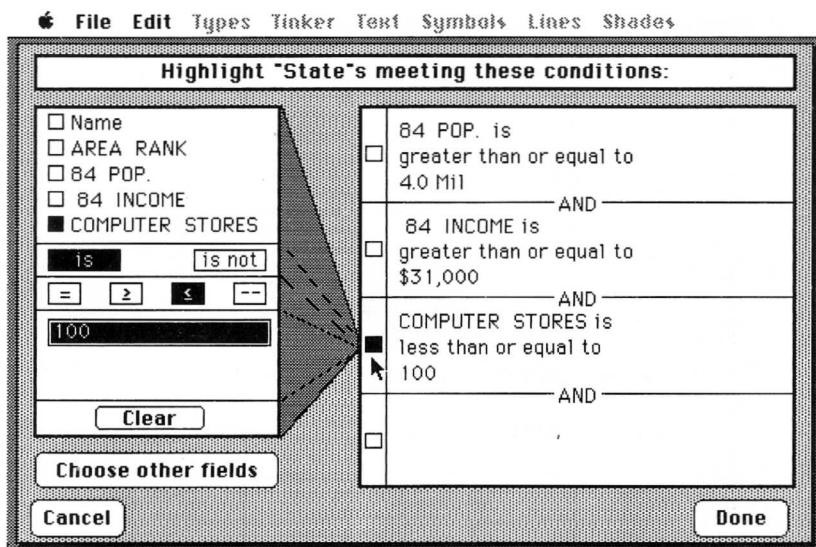 File Edit Types Tinker Text Symbols Lines Shades
Highlight "State"s meeting these conditions:
Name
AREA RANK
84 POP.
84 INCOME
COMPUTER STORES
is is not
= ≥ ≤ --
100
Clear
Choose other fields
Cancel
84 POP. is
greater than or equal to
4.0 Mil
AND
84 INCOME is
greater than or equal to
$31,000
AND
COMPUTER STORES is
less than or equal to
100
AND
Done